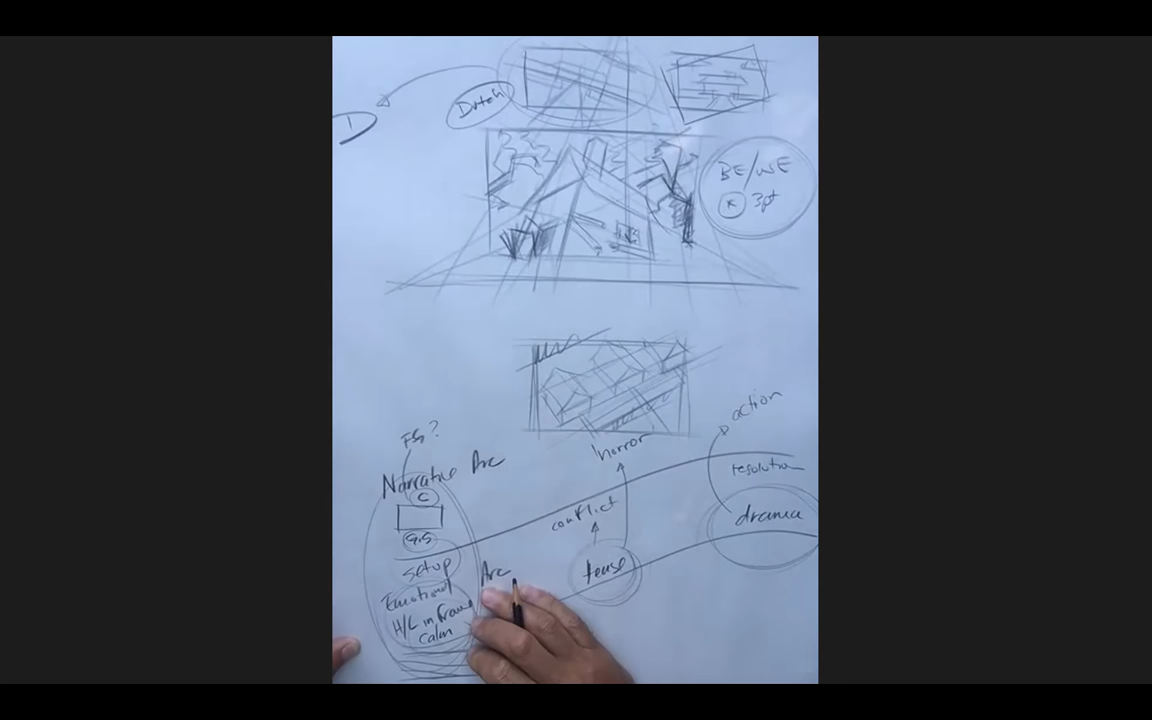 Dutch
D
BE/WE
3pt
action
horror
FS?
Narrative Arc
resolution
C
conflict
drama
setup
tense
Arc
Emotional
H/L in Frame
Calm